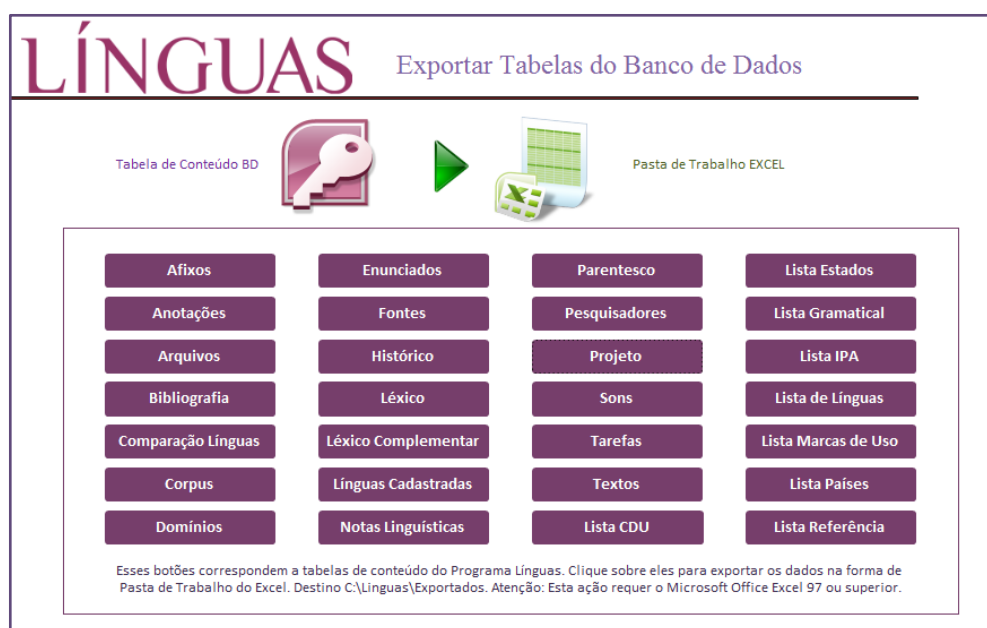 LÍNGUAS
Exportar Tabelas do Banco de Dados
Tabela de Conteúdo BD
Pasta de Trabalho EXCEL
Afixos
Enunciados
Parentesco
Lista Estados
Anotações
Fontes
Pesquisadores
Lista Gramatical
Arquivos
Histórico
Projeto
Lista IPA
Bibliografia
Léxico
Sons
Lista de Línguas
Comparação Línguas
Léxico Complementar
Tarefas
Lista Marcas de Uso
Corpus
Línguas Cadastradas
Textos
Lista Países
Domínios
Notas Linguísticas
Lista CDU
Lista Referência
Esses botões correspondem a tabelas de conteúdo do Programa Línguas. Clique sobre eles para exportar os dados na forma de
Pasta de Trabalho do Excel. Destino C:\Linguas\Exportados. Atenção: Esta ação requer o Microsoft Office Excel 97 ou superior.